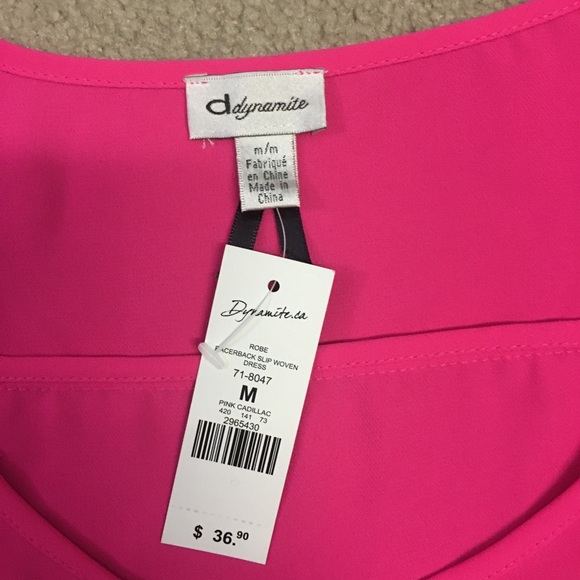 d dynamite
m/m
Fabriqué
en Chine
Made in
China
Dynamite.ca
ROBE
RACERBACK SLIP WOVEN
DRESS
71-8047
M
PINK CADILLAC
420 141 73
2965430
$ 36.90